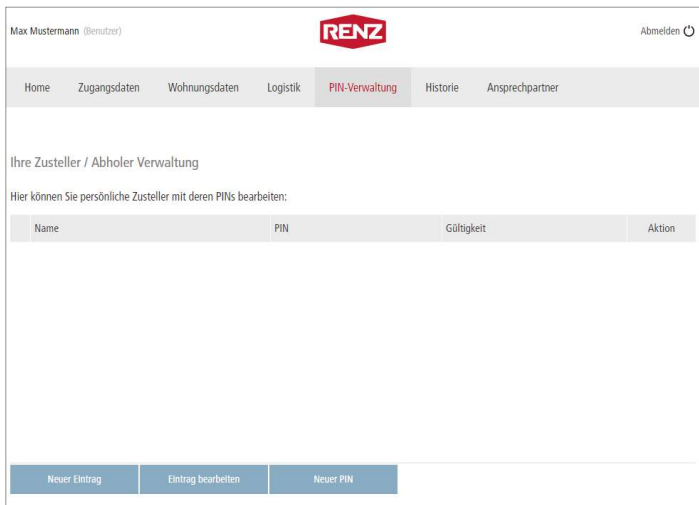 Max Mustermann (Benutzer)
RENZ
Abmelden
Home Zugangsdaten Wohnungsdaten Logistik PIN-Verwaltung Historie Ansprechpartner
Ihre Zusteller / Abholer Verwaltung
Hier können Sie persönliche Zusteller mit deren PINs bearbeiten:
Name PIN Gültigkeit Aktion
Neuer Eintrag Eintrag bearbeiten Neuer PIN